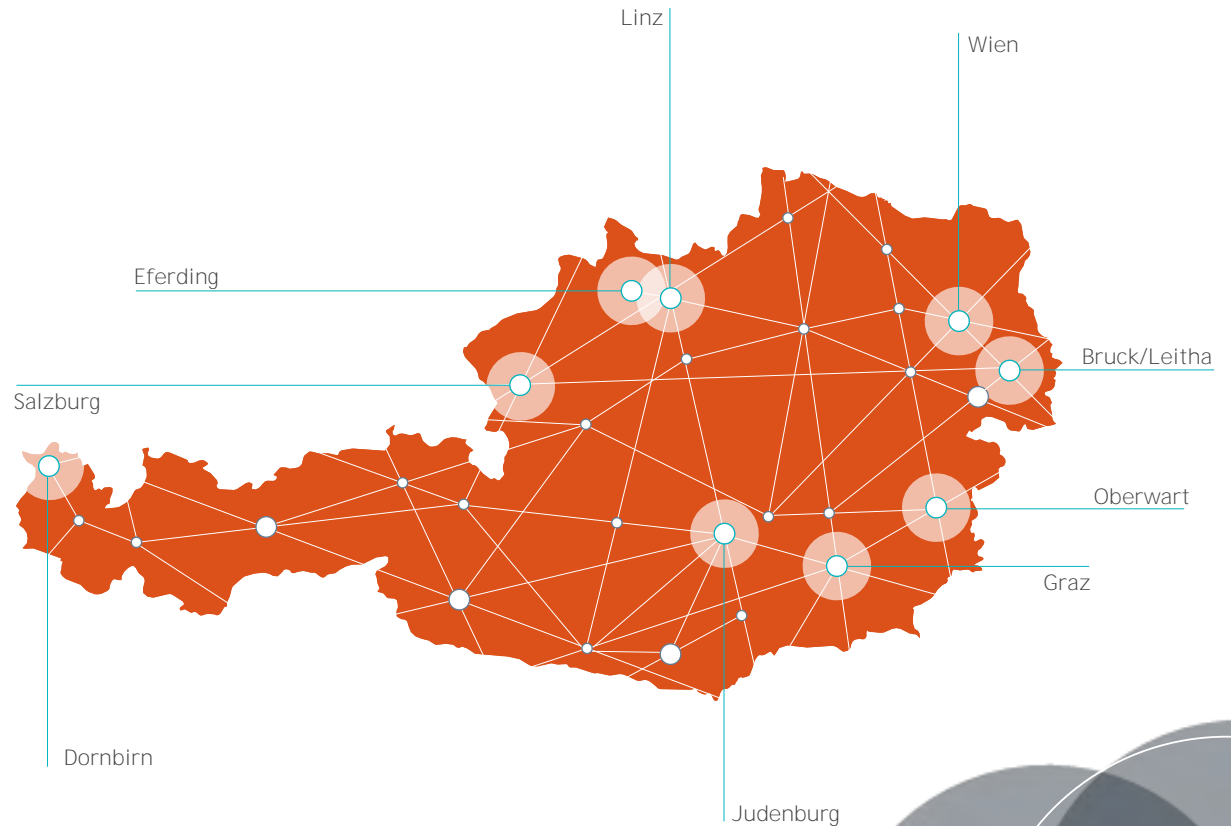 Linz
Wien
Eferding
Bruck/Leitha
Salzburg
Oberwart
Graz
Dornbirn
Judenburg